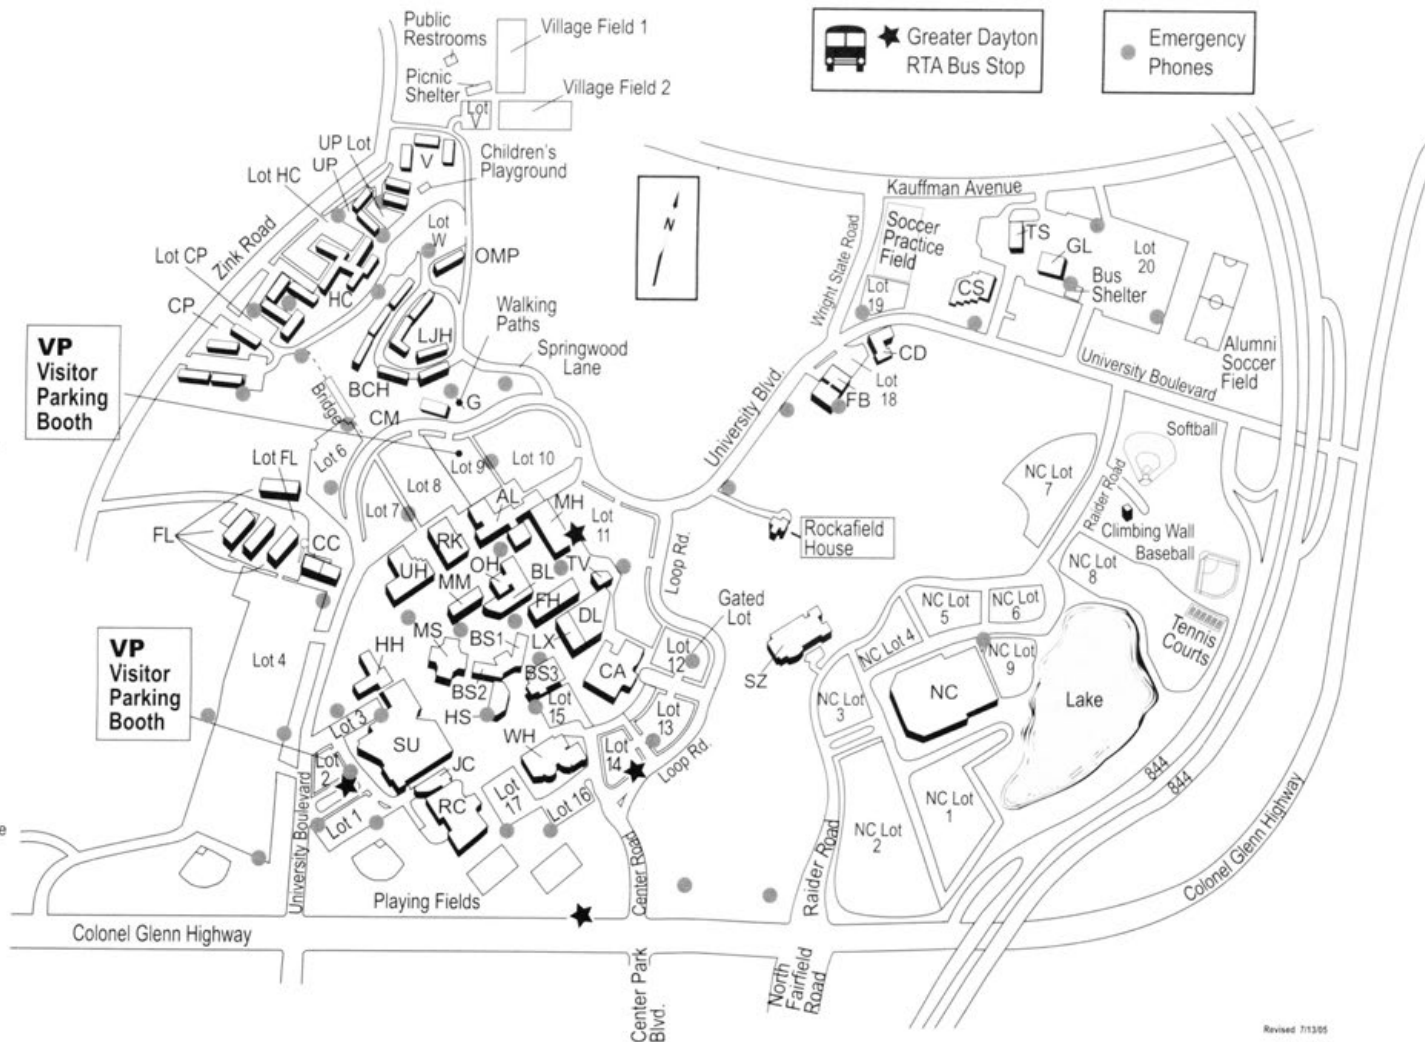 Public
Restrooms
Village Field 1
Picnic
Shelter
Village Field 2
Lot
V
Greater Dayton
RTA Bus Stop
Emergency
Phones
UP Lot
UP
Lot HC
V
Children's
Playground
Zink Road
Lot
W
OMP
Lot CP
HC
CP
LJH
Walking
Paths
Springwood
Lane
BCH
G
CM
Bridge
VP
Visitor
Parking
Booth
N
Kauffman Avenue
Wright State Road
Soccer
Practice
Field
Lot
19
TS
GL
CS
Bus
Shelter
Lot
20
Alumni
Soccer
Field
University Boulevard
CD
Lot
18
FB
University Blvd.
Softball
Raider Road
NC Lot
7
Climbing Wall
Baseball
NC Lot
8
Tennis
Courts
Rockafield
House
Lot 6
Lot FL
FL
CC
Lot 7
Lot 8
Lot 9
Lot 10
AL
MH
Lot
11
RK
UH
OH
MM
BL
TV
FH
DL
LX
Loop Rd.
Gated
Lot
Lot
12
MS
BS1
BS2
BS3
HH
HS
CA
Lot
15
Lot
13
Loop Rd.
Lot
14
WH
VP
Visitor
Parking
Booth
Lot 4
Lot 3
SU
Lot
2
JC
RC
Lot 1
Lot
17
Lot 16
University Boulevard
Playing Fields
Center Road
SZ
NC Lot
5
NC Lot
6
NC Lot 4
NC Lot
9
NC
NC Lot
3
Lake
NC Lot
1
NC Lot
2
Raider Road
844
844
Colonel Glenn Highway
Colonel Glenn Highway
Center Park
Blvd.
North
Fairfield
Road
e
Revised 7/13/05